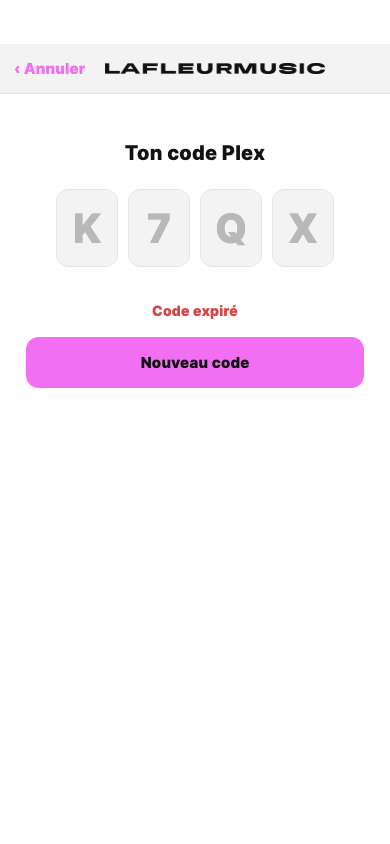 ‹ Annuler LAFLEURMUSIC
Ton code Plex
K 7 Q X
Code expiré
Nouveau code